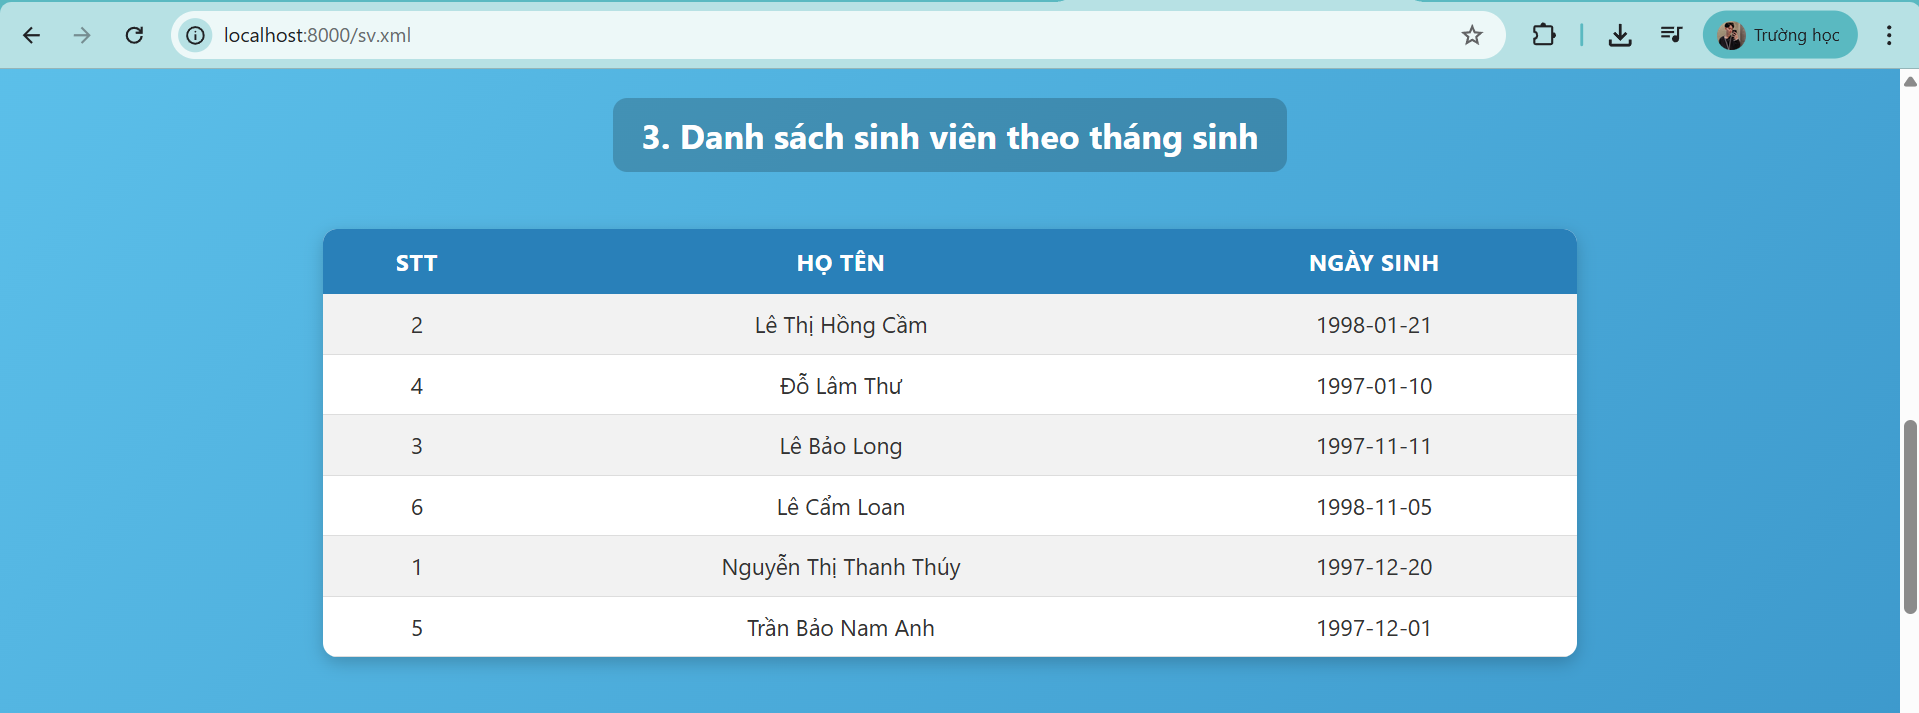 localhost:8000/sv.xml
Trường học
3. Danh sách sinh viên theo tháng sinh
STT HỌ TÊN NGÀY SINH
2 Lê Thị Hồng Cầm 1998-01-21
4 Đỗ Lâm Thư 1997-01-10
3 Lê Bảo Long 1997-11-11
6 Lê Cẩm Loan 1998-11-05
1 Nguyễn Thị Thanh Thúy 1997-12-20
5 Trần Bảo Nam Anh 1997-12-01